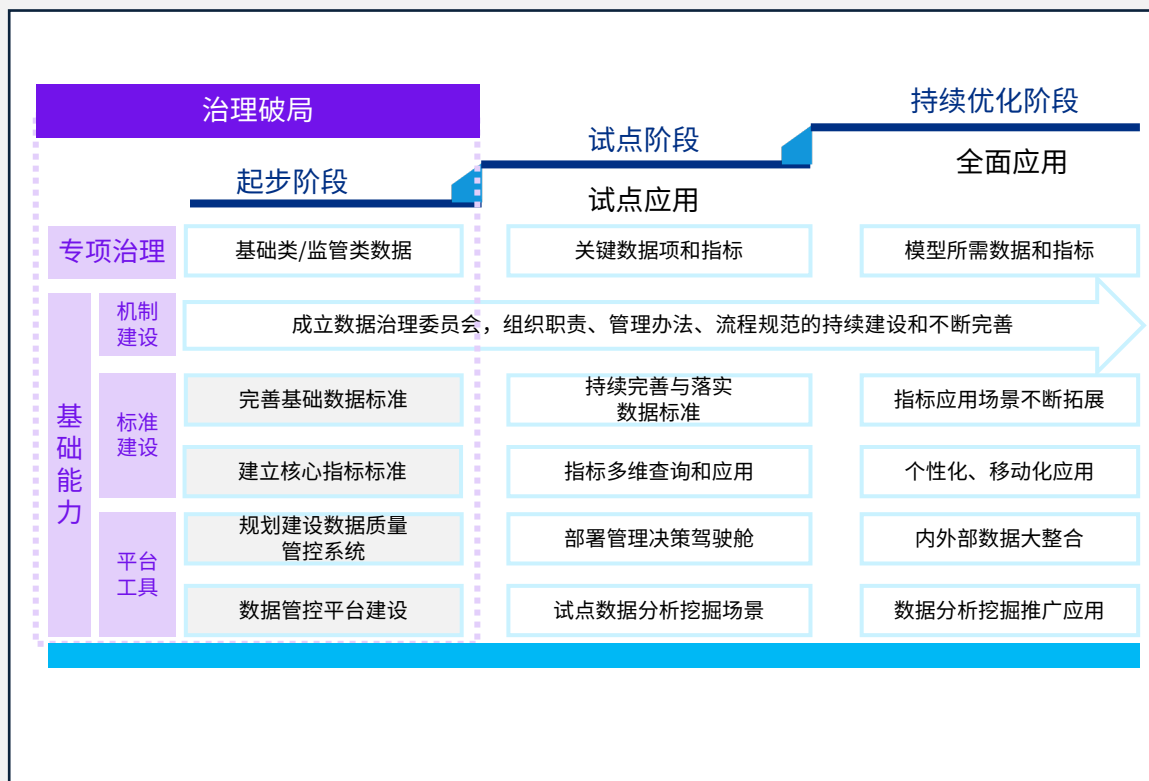 治理破局
起步阶段
试点阶段
试点应用
持续优化阶段
全面应用
专项治理
基础类/监管类数据
关键数据项和指标
模型所需数据和指标
基础能力
机制
建设
成立数据治理委员会，组织职责、管理办法、流程规范的持续建设和不断完善
标准
建设
完善基础数据标准
持续完善与落实
数据标准
指标应用场景不断拓展
建立核心指标标准
指标多维查询和应用
个性化、移动化应用
平台
工具
规划建设数据质量
管控系统
部署管理决策驾驶舱
内外部数据大整合
数据管控平台建设
试点数据分析挖掘场景
数据分析挖掘推广应用